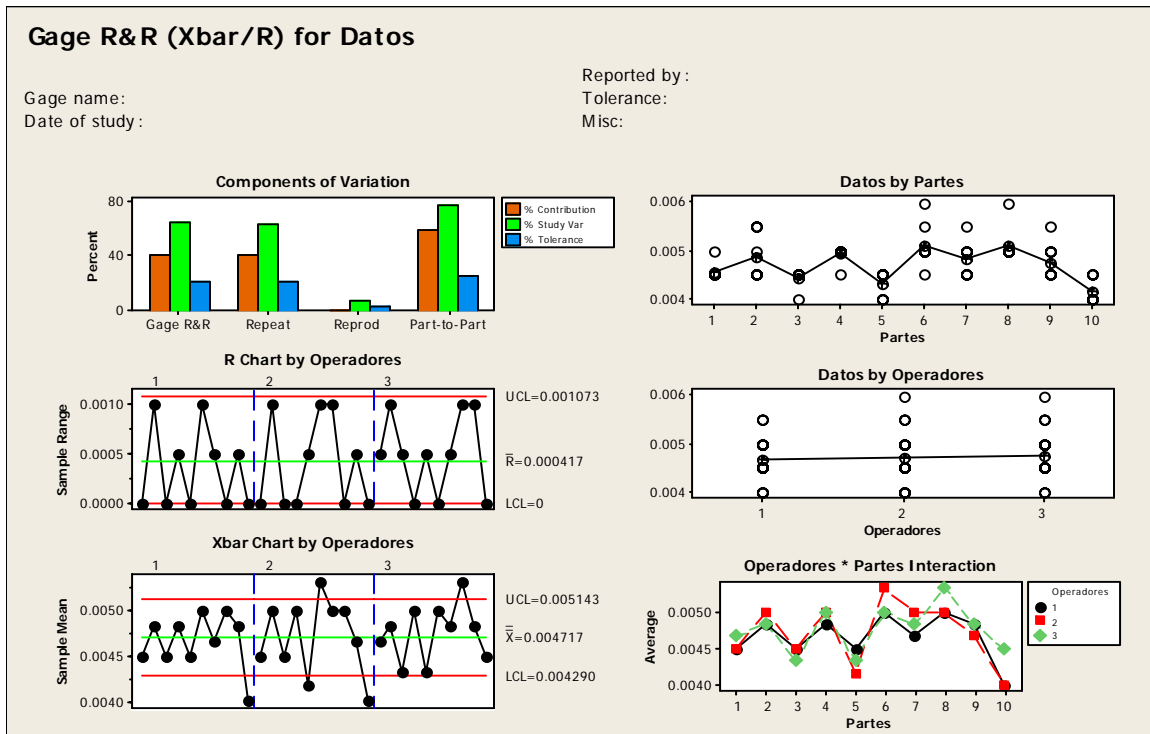 Gage R&R (Xbar/R) for Datos
Reported by:
Gage name:
Tolerance:
Date of study:
Misc:
Components of Variation
80
40
0
Percent
Gage R&R Repeat Reprod Part-to-Part
% Contribution
% Study Var
% Tolerance
Datos by Partes
0.006
0.005
0.004
1 2 3 4 5 6 7 8 9 10
Partes
R Chart by Operadores
1 2 3
0.0010
0.0005
0.0000
Sample Range
UCL=0.001073
R=0.000417
LCL=0
Datos by Operadores
0.006
0.005
0.004
1 2 3
Operadores
Xbar Chart by Operadores
1 2 3
0.0050
0.0045
0.0040
Sample Mean
UCL=0.005143
X=0.004717
LCL=0.004290
Operadores * Partes Interaction
0.0050
0.0045
0.0040
Average
1 2 3 4 5 6 7 8 9 10
Partes
Operadores
1
2
3